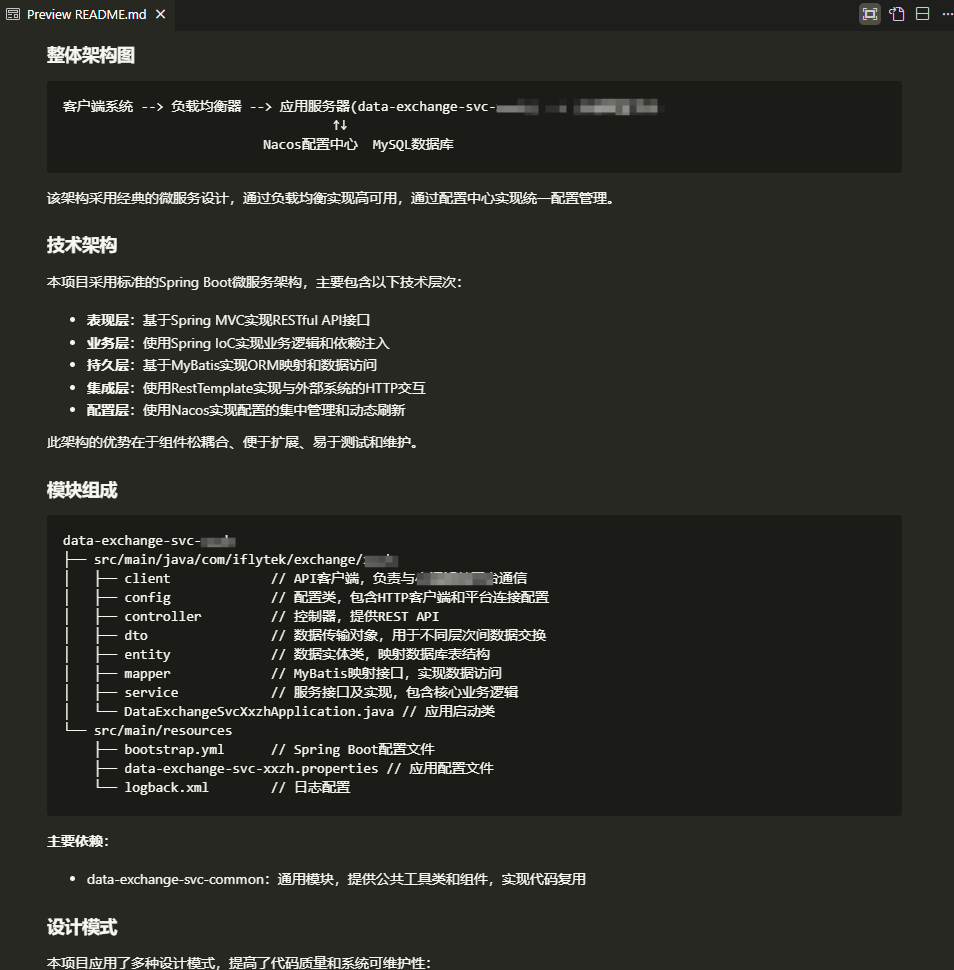 Preview README.md
整体架构图
客户端系统 --> 负载均衡器 --> 应用服务器(data-exchange-svc-
↑↓
Nacos配置中心 MySQL数据库
该架构采用经典的微服务设计，通过负载均衡实现高可用，通过配置中心实现统一配置管理。
技术架构
本项目采用标准的Spring Boot微服务架构，主要包含以下技术层次：
• 表现层：基于Spring MVC实现RESTful API接口
• 业务层：使用Spring IoC实现业务逻辑和依赖注入
• 持久层：基于MyBatis实现ORM映射和数据访问
• 集成层：使用RestTemplate实现与外部系统的HTTP交互
• 配置层：使用Nacos实现配置的集中管理和动态刷新
此架构的优势在于组件松耦合、便于扩展、易于测试和维护。
模块组成
data-exchange-svc-
├── src/main/java/com/iflytek/exchange/
│   ├── client // API客户端，负责与 通信
│   ├── config // 配置类，包含HTTP客户端和平台连接配置
│   ├── controller // 控制器，提供REST API
│   ├── dto // 数据传输对象，用于不同层次间数据交换
│   ├── entity // 数据实体类，映射数据库表结构
│   ├── mapper // MyBatis映射接口，实现数据访问
│   ├── service // 服务接口及实现，包含核心业务逻辑
│   └── DataExchangeSvcXxzhApplication.java // 应用启动类
└── src/main/resources
    ├── bootstrap.yml // Spring Boot配置文件
    ├── data-exchange-svc-xxzh.properties // 应用配置文件
    └── logback.xml // 日志配置
主要依赖：
• data-exchange-svc-common：通用模块，提供公共工具类和组件，实现代码复用
设计模式
本项目应用了多种设计模式，提高了代码质量和系统可维护性：